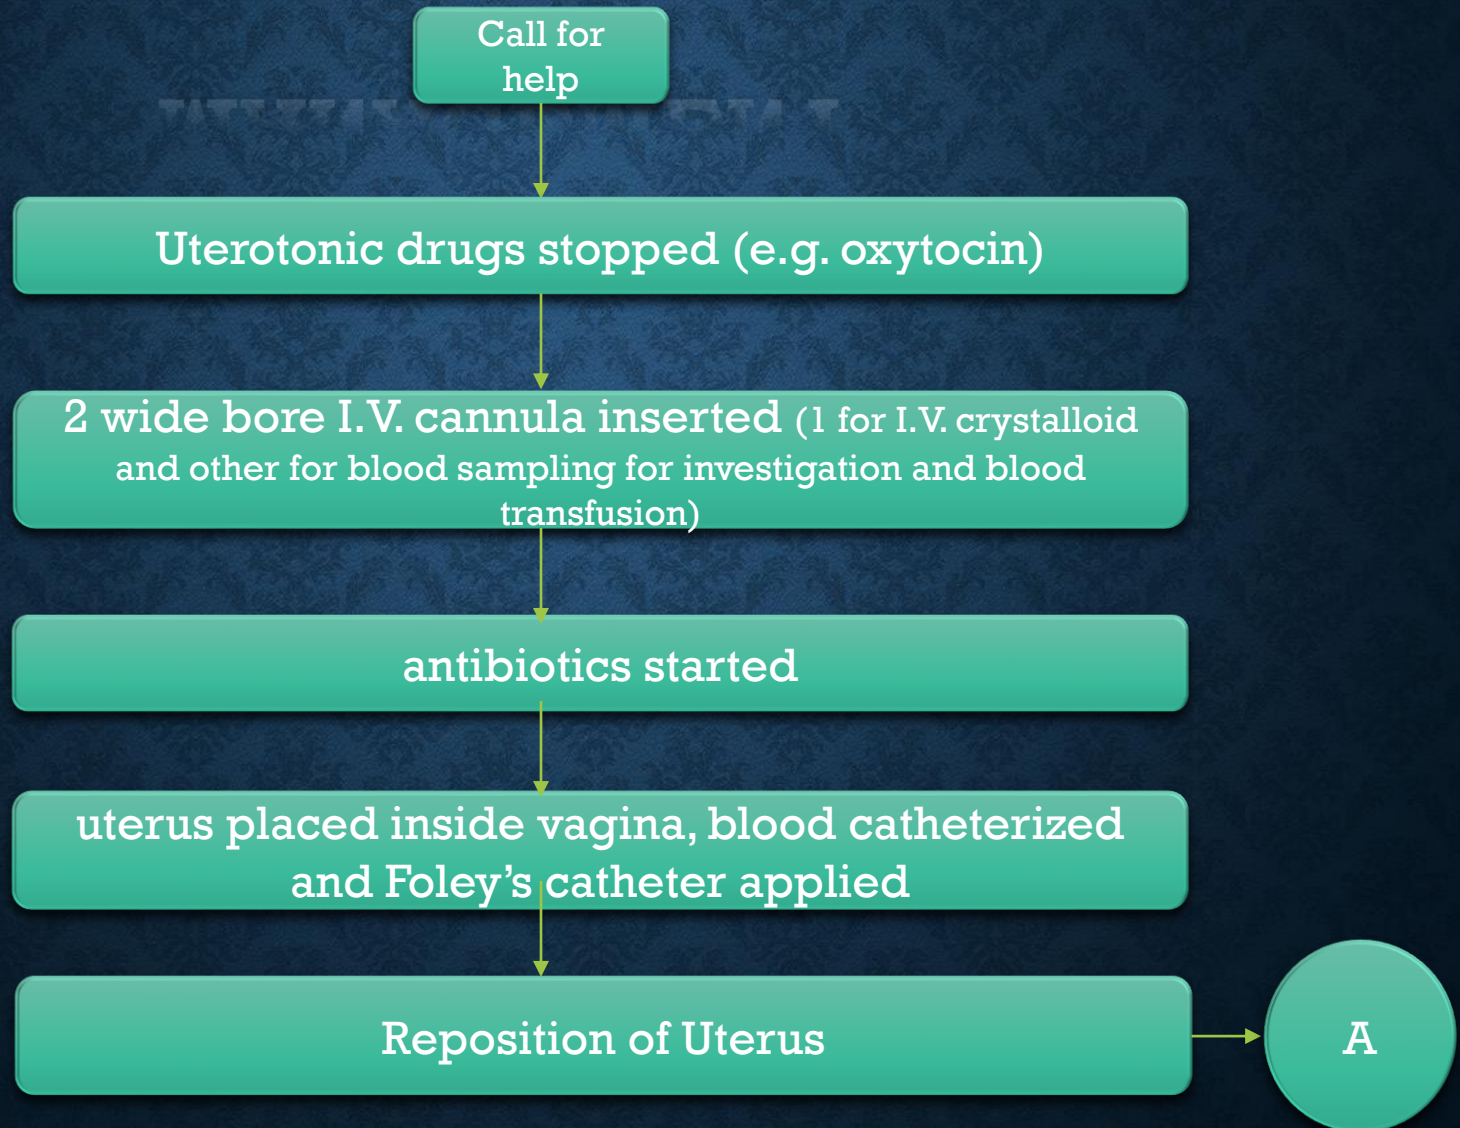 Call for
help
Uterotonic drugs stopped (e.g. oxytocin)
2 wide bore I.V. cannula inserted (1 for I.V. crystalloid
and other for blood sampling for investigation and blood
transfusion)
antibiotics started
uterus placed inside vagina, blood catheterized
and Foley’s catheter applied
Reposition of Uterus
A